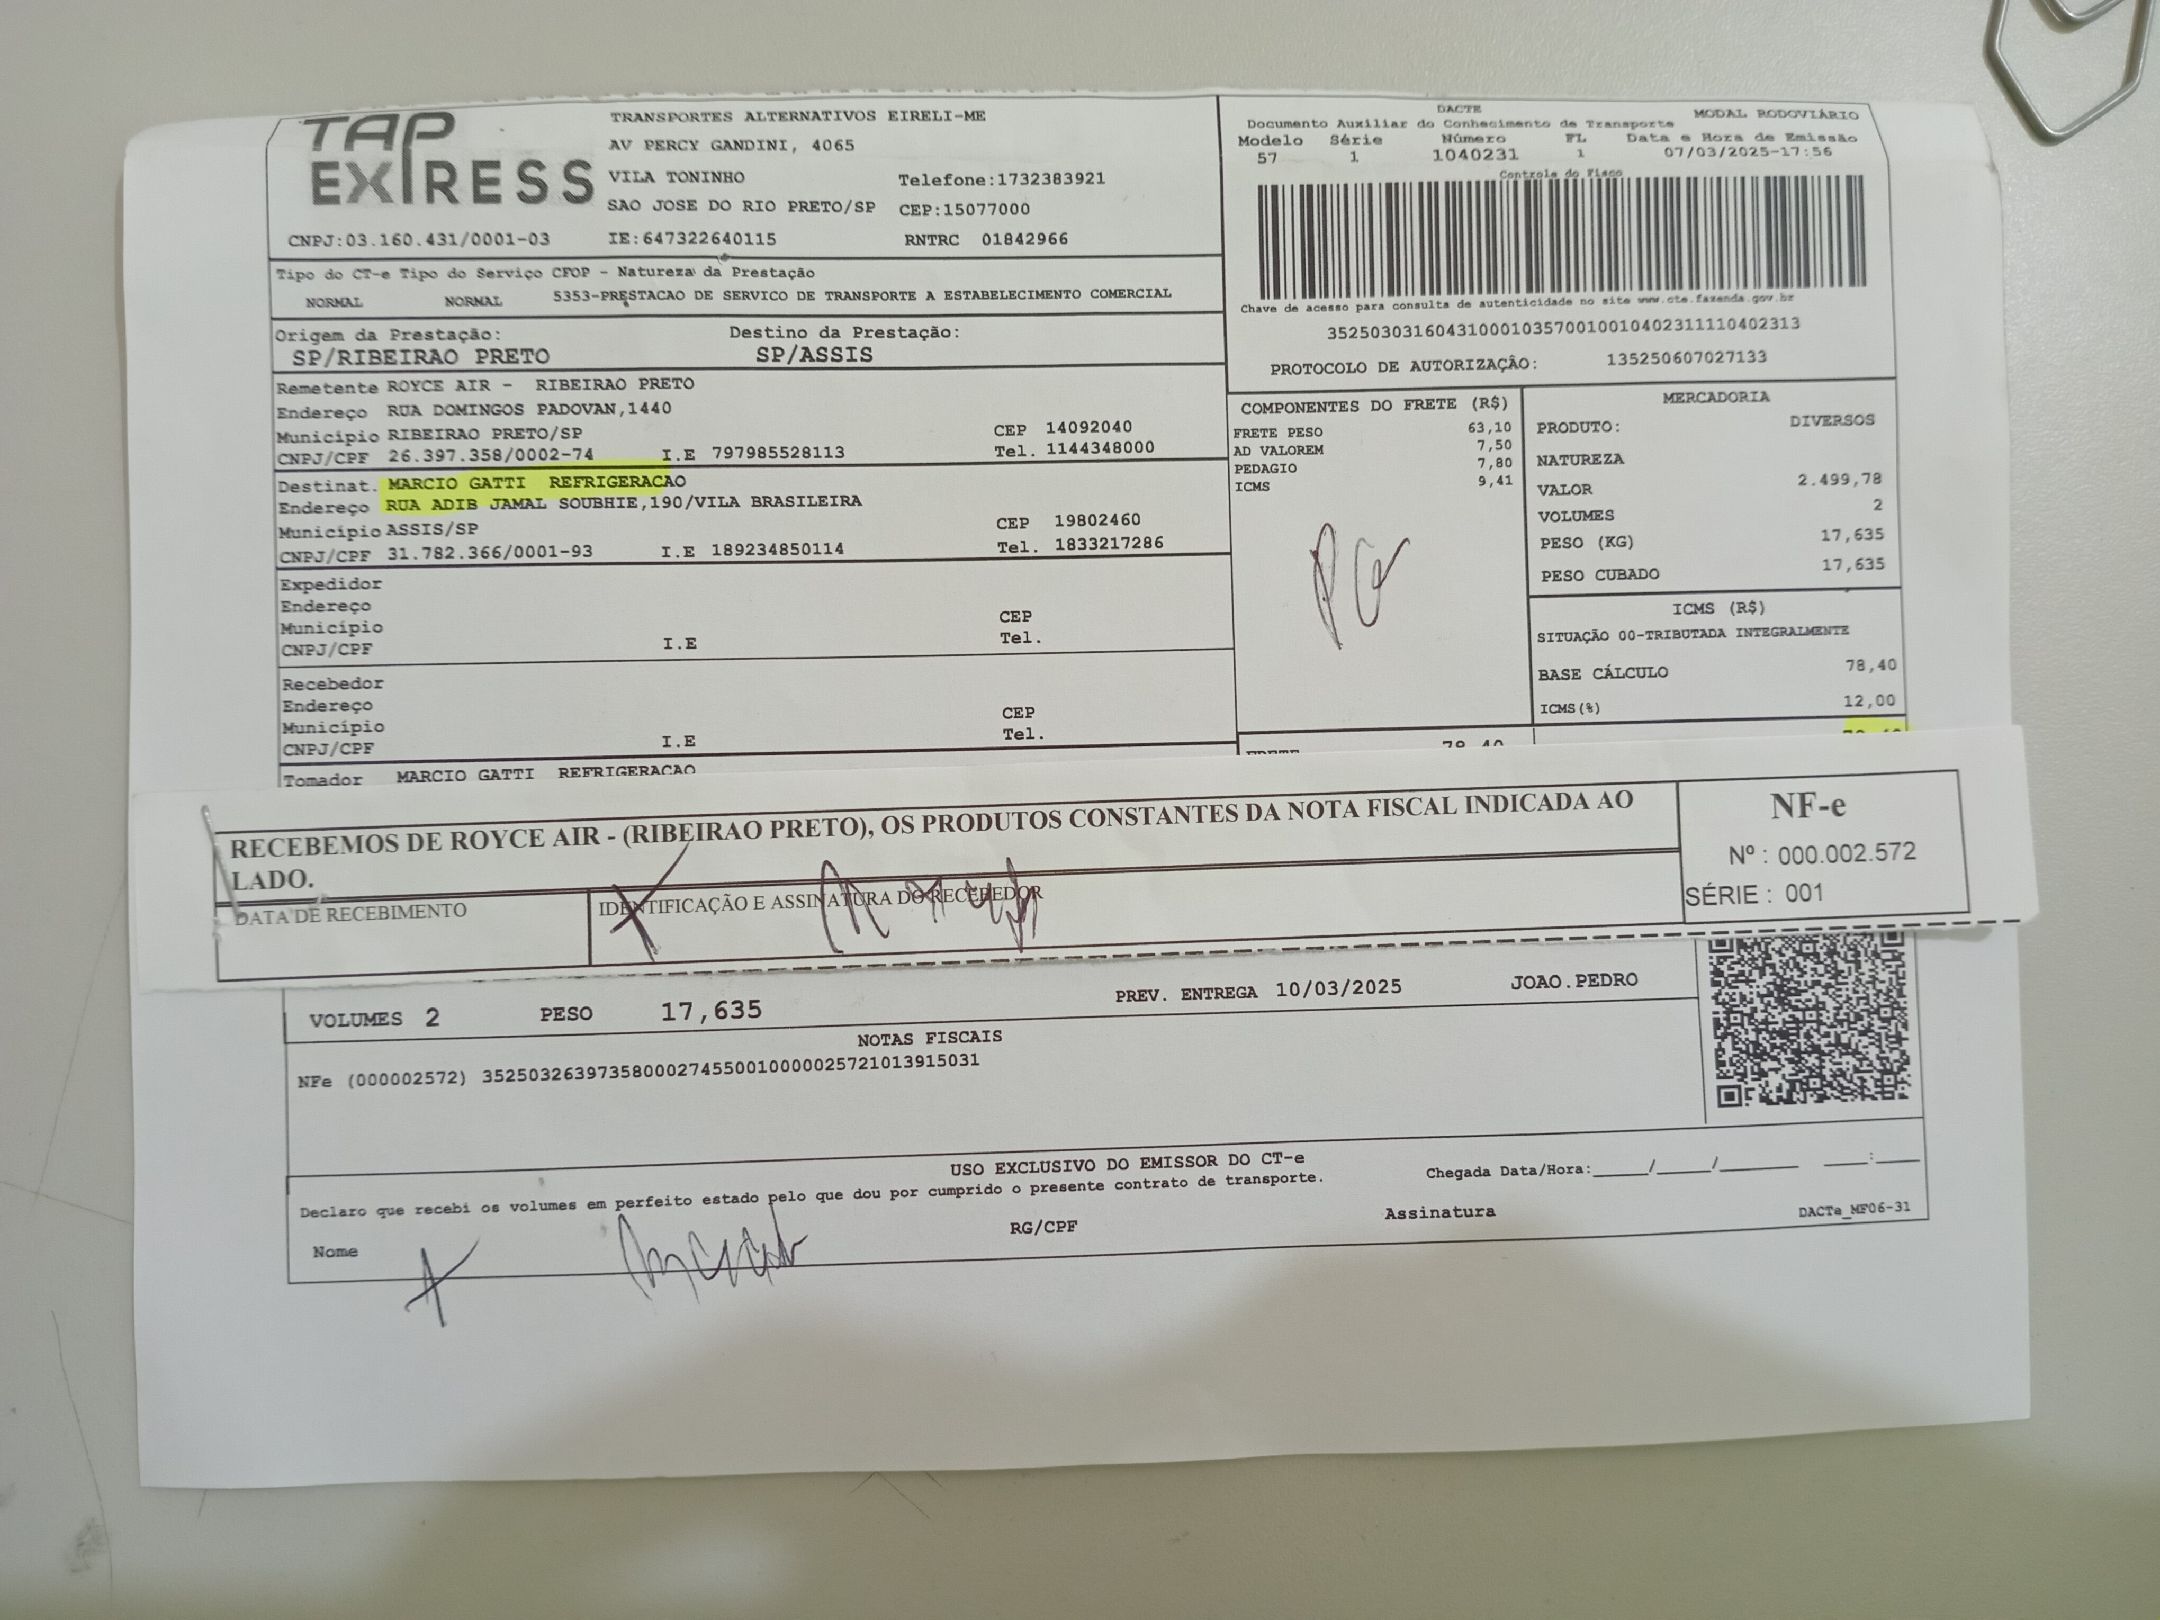 TAP EXPRESS
TRANSPORTES ALTERNATIVOS EIRELI-ME
AV PERCY GANDINI, 4065
VILA TONINHO Telefone:1732383921
SAO JOSE DO RIO PRETO/SP CEP:15077000
CNPJ:03.160.431/0001-03 IE:647322640115 RNTRC 01842966
DACTE MODAL RODOVIÁRIO
Documento Auxiliar do Conhecimento de Transporte
Modelo Série Número FL Data e Hora de Emissão
57 1 1040231 1 07/03/2025-17:56
Controle do Fisco
Chave de acesso para consulta de autenticidade no site www.cte.fazenda.gov.br
35250303160431000103570010010402311110402313
PROTOCOLO DE AUTORIZAÇÃO: 135250607027133
Tipo do CT-e Tipo do Serviço CFOP - Natureza da Prestação
NORMAL NORMAL 5353-PRESTACAO DE SERVICO DE TRANSPORTE A ESTABELECIMENTO COMERCIAL
Origem da Prestação: Destino da Prestação:
SP/RIBEIRAO PRETO SP/ASSIS
Remetente ROYCE AIR - RIBEIRAO PRETO
Endereço RUA DOMINGOS PADOVAN,1440
Município RIBEIRAO PRETO/SP CEP 14092040
CNPJ/CPF 26.397.358/0002-74 I.E 797985528113 Tel. 1144348000
Destinat. MARCIO GATTI REFRIGERACAO
Endereço RUA ADIB JAMAL SOUBHIE,190/VILA BRASILEIRA
Município ASSIS/SP CEP 19802460
CNPJ/CPF 31.782.366/0001-93 I.E 189234850114 Tel. 1833217286
Expedidor
Endereço
Município CEP
CNPJ/CPF I.E Tel.
Recebedor
Endereço
Município CEP
CNPJ/CPF I.E Tel.
Tomador MARCIO GATTI REFRIGERACAO
COMPONENTES DO FRETE (R$)
FRETE PESO 63,10
AD VALOREM 7,50
PEDAGIO 7,80
ICMS 9,41
MERCADORIA
PRODUTO: DIVERSOS
NATUREZA
VALOR 2.499,78
VOLUMES 2
PESO (KG) 17,635
PESO CUBADO 17,635
ICMS (R$)
SITUAÇÃO 00-TRIBUTADA INTEGRALMENTE
BASE CÁLCULO 78,40
ICMS(%) 12,00
RECEBEMOS DE ROYCE AIR - (RIBEIRAO PRETO), OS PRODUTOS CONSTANTES DA NOTA FISCAL INDICADA AO
LADO.
DATA DE RECEBIMENTO IDENTIFICAÇÃO E ASSINATURA DO RECEBEDOR
X
NF-e
Nº : 000.002.572
SÉRIE : 001
VOLUMES 2 PESO 17,635 PREV. ENTREGA 10/03/2025 JOAO.PEDRO
NOTAS FISCAIS
NFe (000002572) 35250326397358000274550010000025721013915031
USO EXCLUSIVO DO EMISSOR DO CT-e
Declaro que recebi os volumes em perfeito estado pelo que dou por cumprido o presente contrato de transporte.
Chegada Data/Hora:_____/_____/_______ ____:____
Nome RG/CPF Assinatura DACTe_MF06-31
X